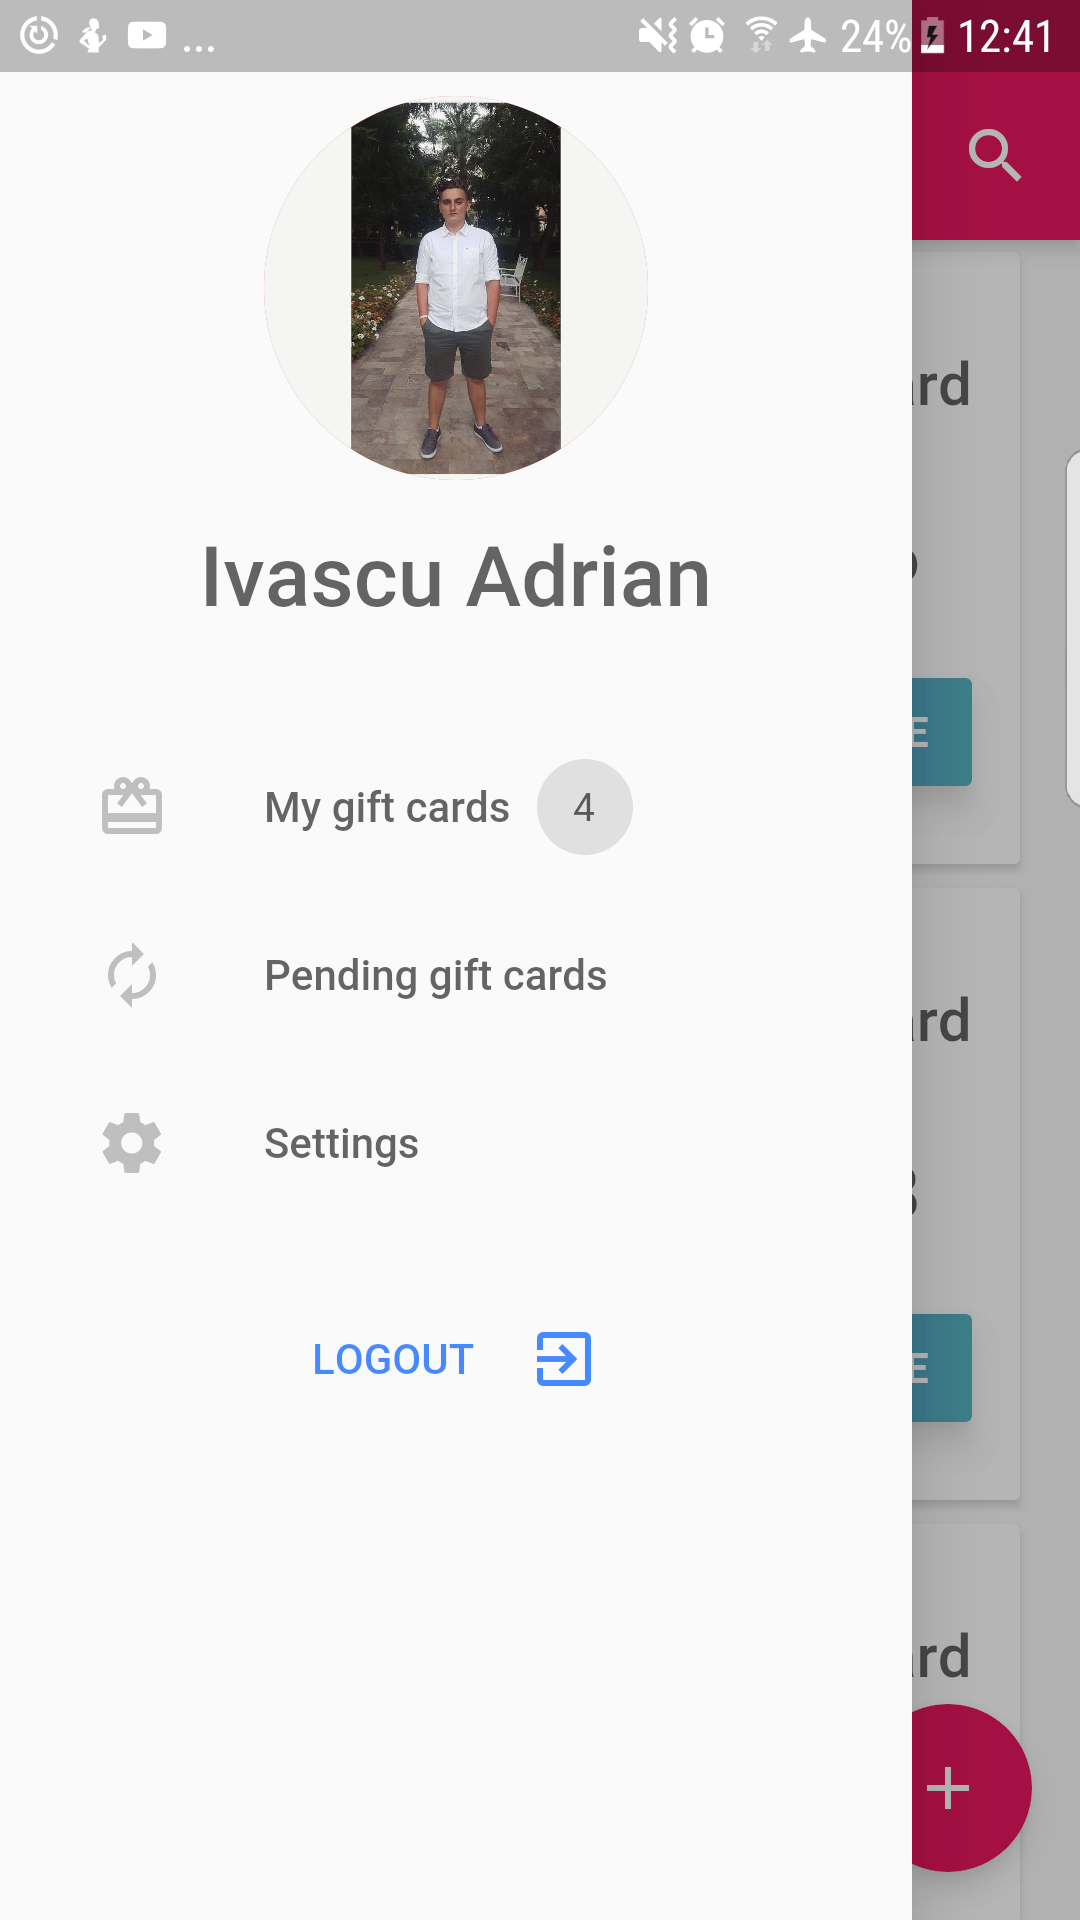 ... 24% 12:41
Ivascu Adrian
My gift cards 4
Pending gift cards
Settings
LOGOUT
rd
E
rd
E
rd